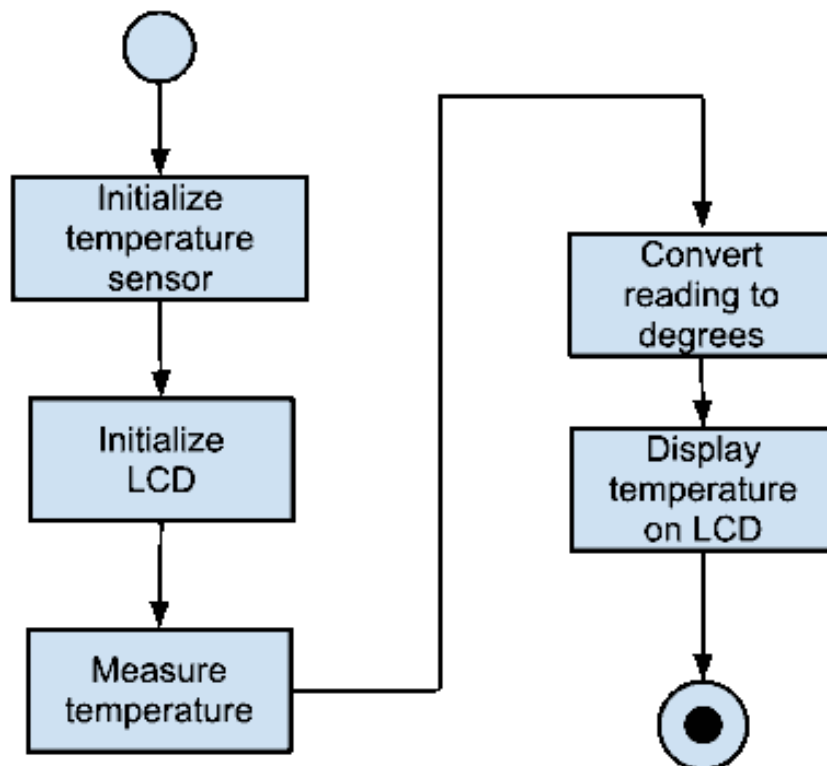 Initialize
temperature
sensor
Initialize
LCD
Measure
temperature
Convert
reading to
degrees
Display
temperature
on LCD